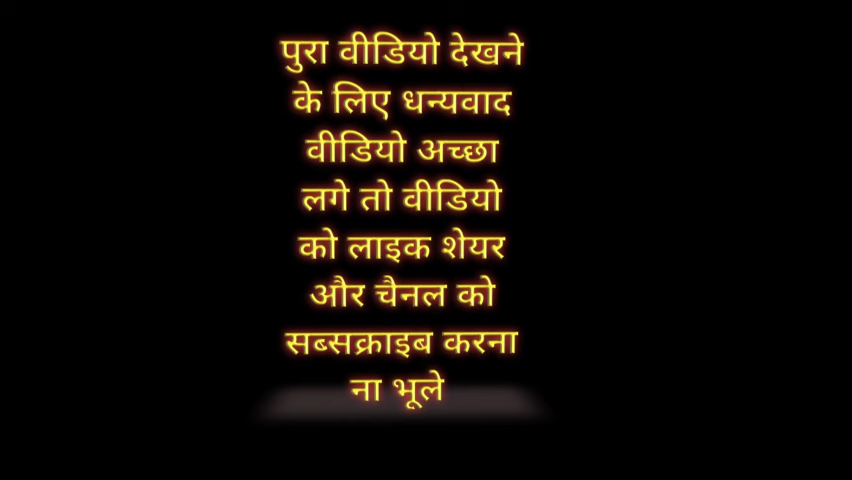 पुरा वीडियो देखने
के लिए धन्यवाद
वीडियो अच्छा
लगे तो वीडियो
को लाइक शेयर
और चैनल को
सब्सक्राइब करना
ना भूले